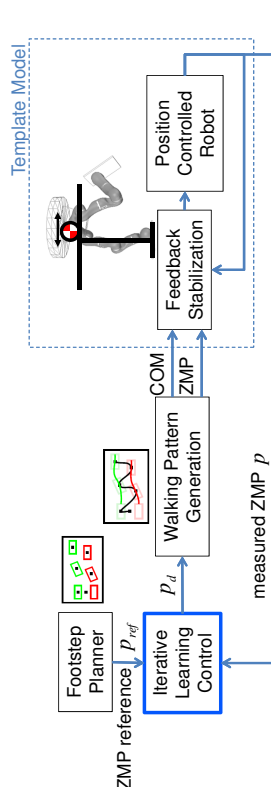 Template Model
Footstep
Planner
ZMP reference
p_ref
Iterative
Learning
Control
p_d
Walking Pattern
Generation
COM
ZMP
Feedback
Stabilization
Position
Controlled
Robot
measured ZMP p